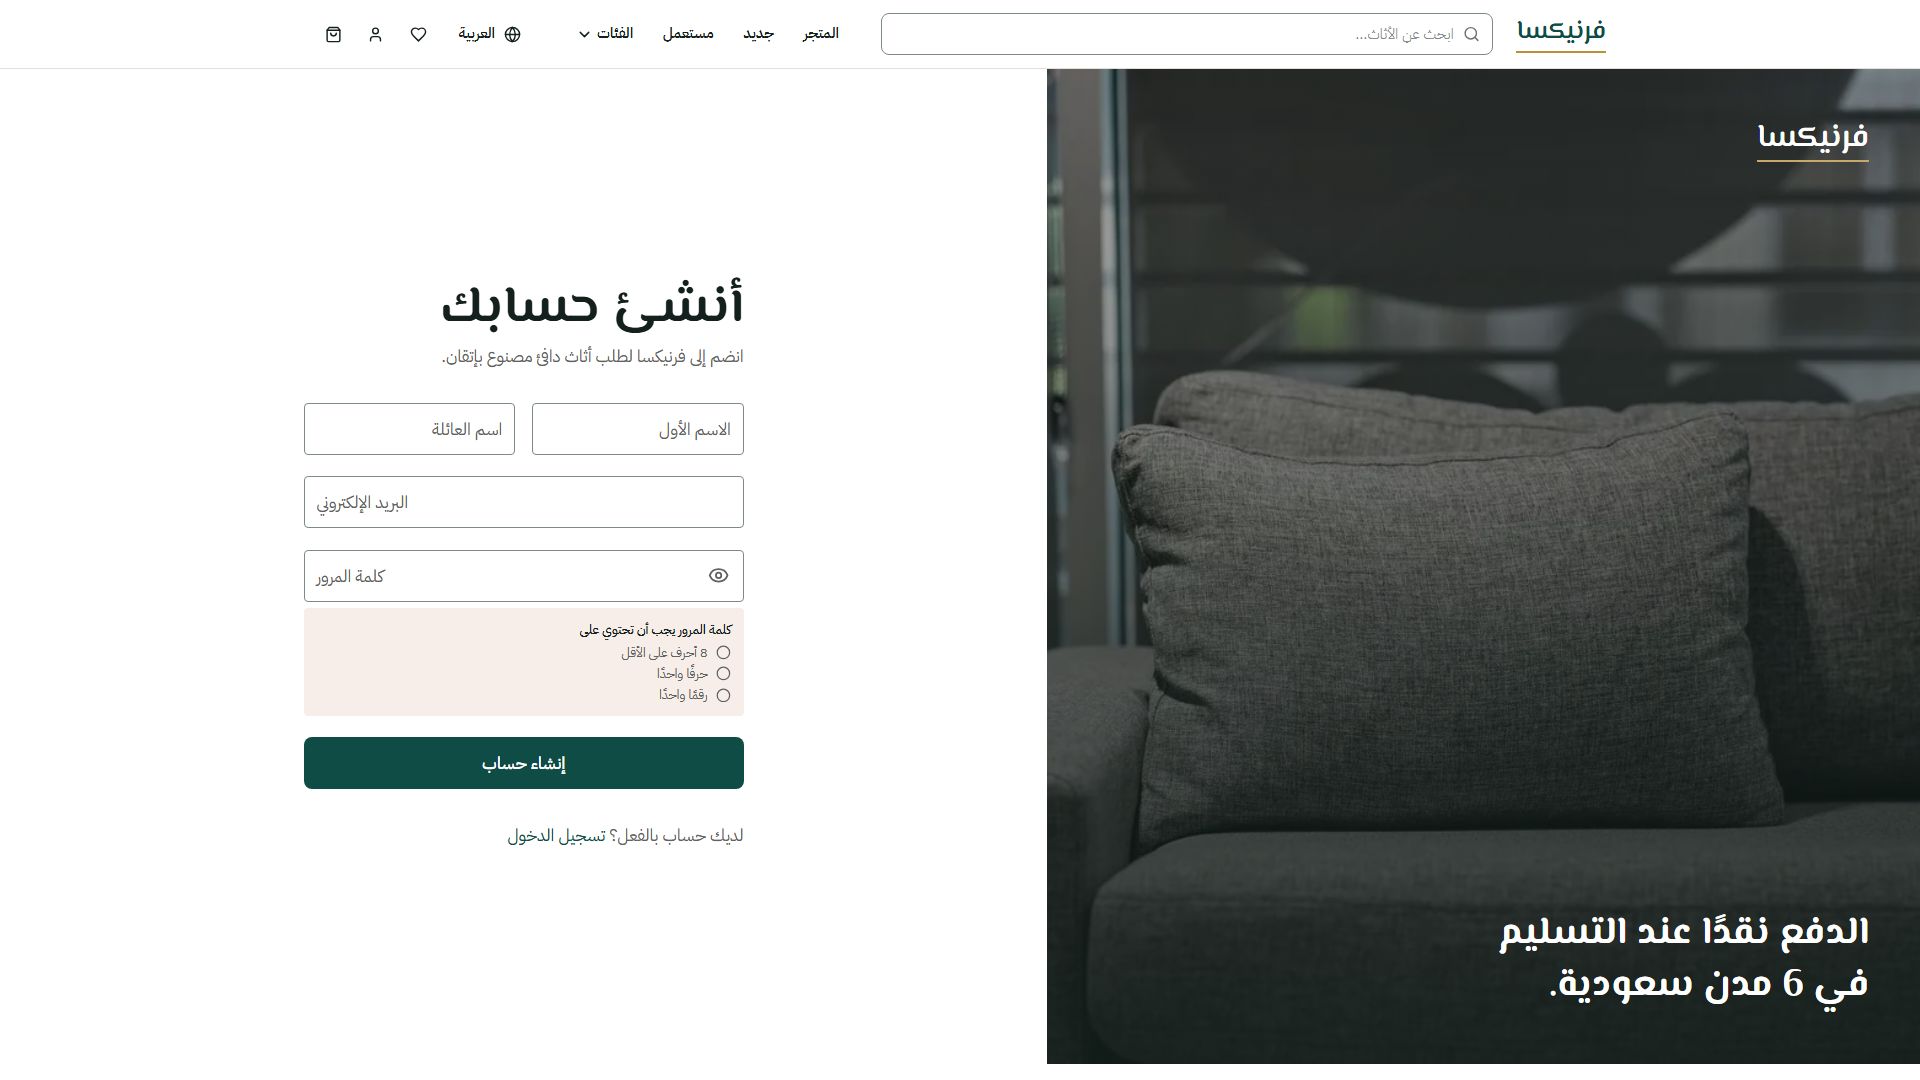 فرنيكسا
ابحث عن الأثاث...
المتجر
جديد
مستعمل
الفئات
العربية
فرنيكسا
الدفع نقدًا عند التسليم
في 6 مدن سعودية.
أنشئ حسابك
انضم إلى فرنيكسا لطلب أثاث دافئ مصنوع بإتقان.
الاسم الأول
اسم العائلة
البريد الإلكتروني
كلمة المرور
كلمة المرور يجب أن تحتوي على
8 أحرف على الأقل
حرفًا واحدًا
رقمًا واحدًا
إنشاء حساب
لديك حساب بالفعل؟ تسجيل الدخول